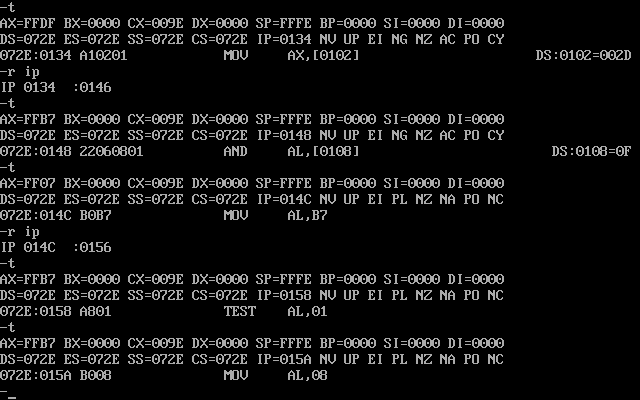 -t
AX=FFDF BX=0000 CX=009E DX=0000 SP=FFFE BP=0000 SI=0000 DI=0000
DS=072E ES=072E SS=072E CS=072E IP=0134 NV UP EI NG NZ AC PO CY
072E:0134 A10201 MOV AX,[0102] DS:0102=002D
-r ip
IP 0134 :0146
-t
AX=FFB7 BX=0000 CX=009E DX=0000 SP=FFFE BP=0000 SI=0000 DI=0000
DS=072E ES=072E SS=072E CS=072E IP=0148 NV UP EI NG NZ AC PO CY
072E:0148 22060801 AND AL,[0108] DS:0108=0F
-t
AX=FF07 BX=0000 CX=009E DX=0000 SP=FFFE BP=0000 SI=0000 DI=0000
DS=072E ES=072E SS=072E CS=072E IP=014C NV UP EI PL NZ NA PO NC
072E:014C B0B7 MOV AL,B7
-r ip
IP 014C :0156
-t
AX=FFB7 BX=0000 CX=009E DX=0000 SP=FFFE BP=0000 SI=0000 DI=0000
DS=072E ES=072E SS=072E CS=072E IP=0158 NV UP EI PL NZ NA PO NC
072E:0158 A801 TEST AL,01
-t
AX=FFB7 BX=0000 CX=009E DX=0000 SP=FFFE BP=0000 SI=0000 DI=0000
DS=072E ES=072E SS=072E CS=072E IP=015A NV UP EI PL NZ NA PO NC
072E:015A B008 MOV AL,08
-_